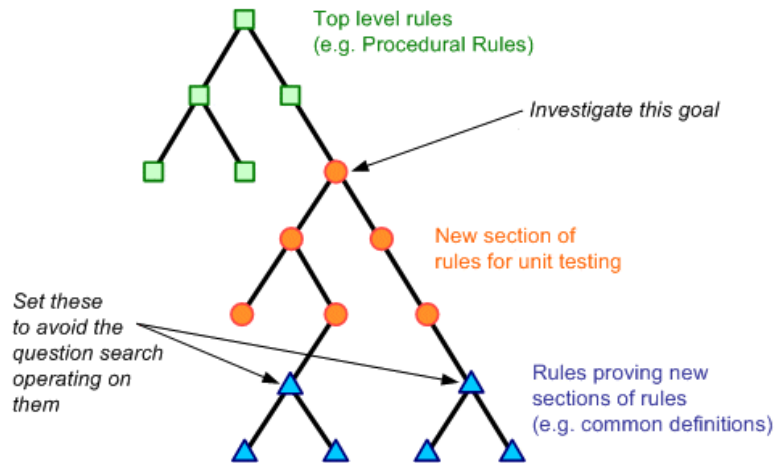 Top level rules
(e.g. Procedural Rules)
Investigate this goal
New section of
rules for unit testing
Set these
to avoid the
question search
operating on
them
Rules proving new
sections of rules
(e.g. common definitions)